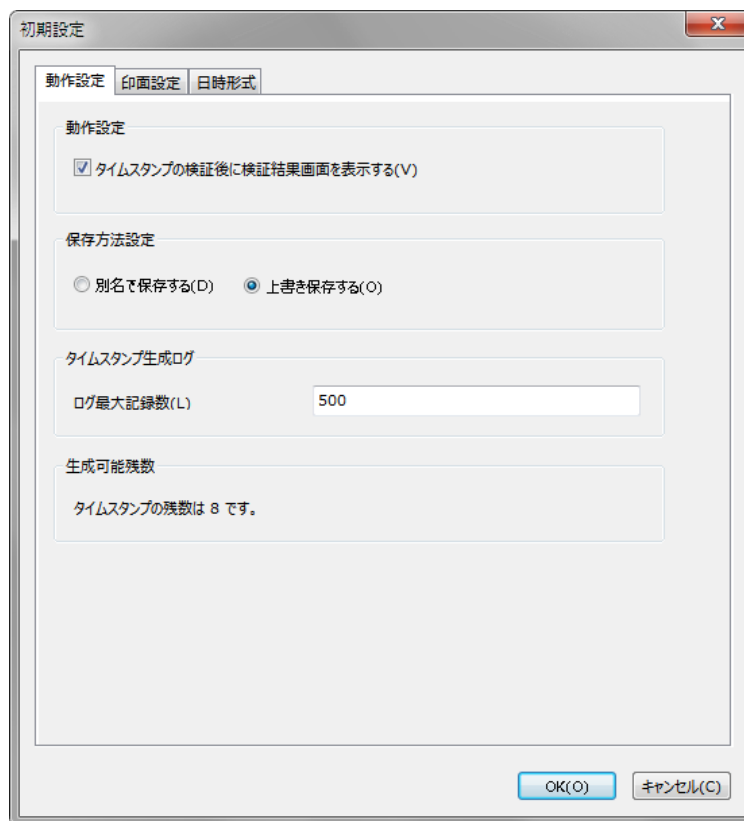 初期設定
動作設定 印面設定 日時形式
動作設定
タイムスタンプの検証後に検証結果画面を表示する(V)
保存方法設定
別名で保存する(D) 上書き保存する(O)
タイムスタンプ生成ログ
ログ最大記録数(L) 500
生成可能残数
タイムスタンプの残数は 8 です。
OK(O) キャンセル(C)